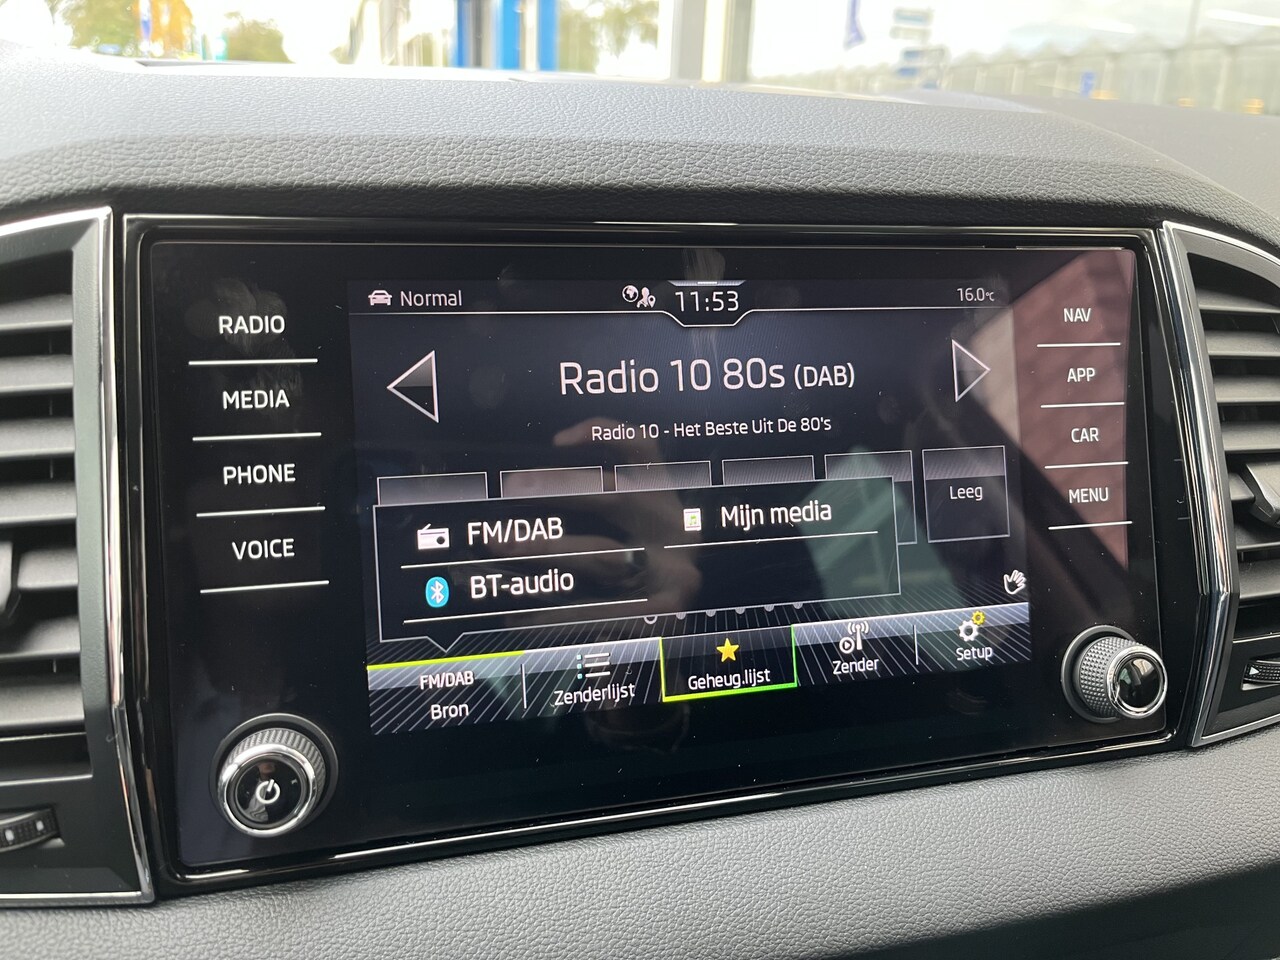 Normal
11:53
16.0°C
RADIO
MEDIA
PHONE
VOICE
Radio 10 80s (DAB)
Radio 10 - Het Beste Uit De 80's
Leeg
FM/DAB
Mijn media
BT-audio
FM/DAB
Bron
Zenderlijst
Geheug.lijst
Zender
Setup
NAV
APP
CAR
MENU